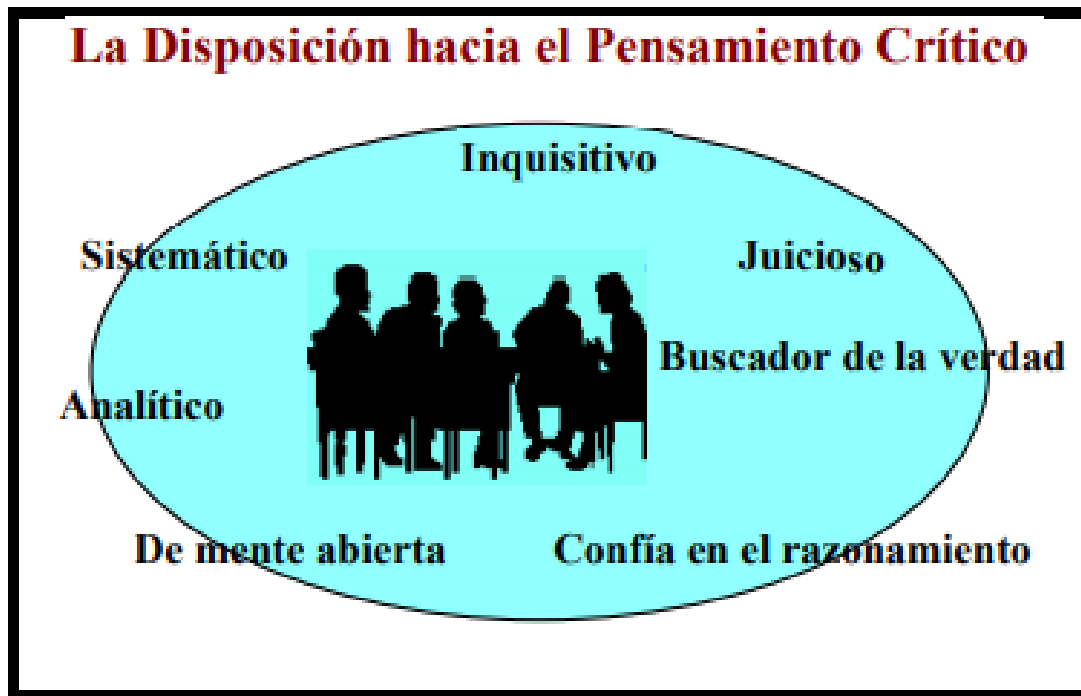 La Disposición hacia el Pensamiento Crítico
Inquisitivo
Sistemático
Juicioso
Buscador de la verdad
Analítico
De mente abierta
Confía en el razonamiento